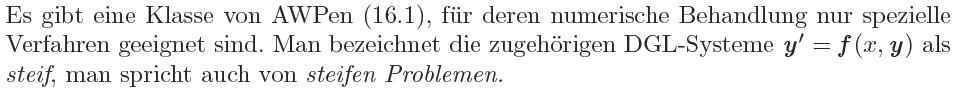 Es gibt eine Klasse von AWPen (16.1), für deren numerische Behandlung nur spezielle
Verfahren geeignet sind. Man bezeichnet die zugehörigen DGL-Systeme y′ = f(x, y) als
steif, man spricht auch von steifen Problemen.